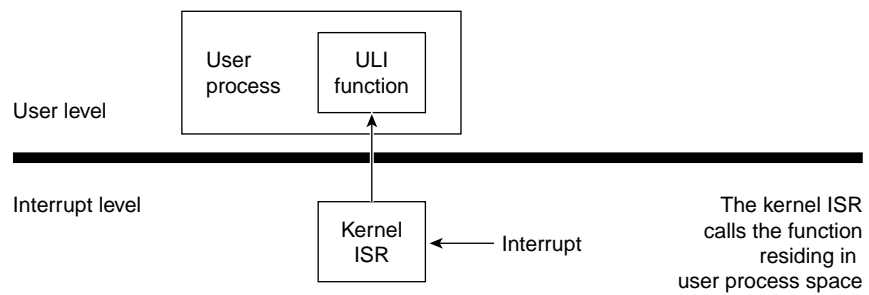 User
process
ULI
function
User level
Interrupt level
Kernel
ISR
Interrupt
The kernel ISR
calls the function
residing in
user process space